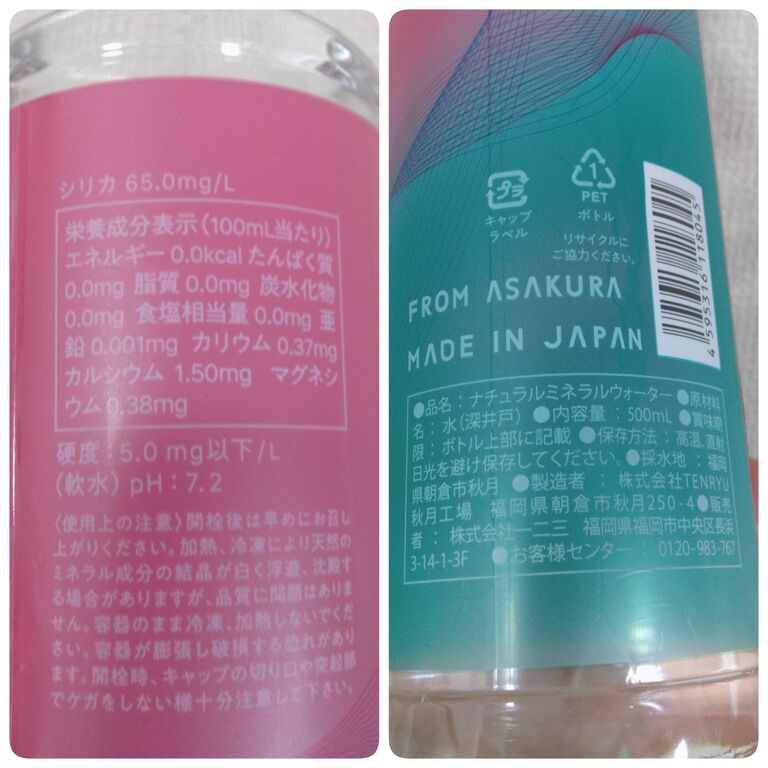 シリカ 65.0mg/L
栄養成分表示(100mL当たり)
エネルギー 0.0kcal たんぱく質
0.0mg 脂質 0.0mg 炭水化物
0.0mg 食塩相当量 0.0mg 亜
鉛 0.001mg カリウム 0.37mg
カルシウム 1.50mg マグネシ
ウム 0.38mg
硬度:5.0 mg以下/L
(軟水) pH:7.2
〈使用上の注意〉開栓後は早めにお召し
上がりください。加熱、冷凍により天然の
ミネラル成分の結晶が白く浮遊、沈殿す
る場合がありますが、品質に問題はありま
せん。容器のまま冷凍、加熱しないでくだ
さい。容器が膨張し破損する恐れがあり
ます。開栓時、キャップの切り口や突起部
でケガをしない様十分注意して下さい。
プラ
キャップ
ラベル
1
PET
ボトル
リサイクルに
ご協力ください。
4595316118045
FROM ASAKURA
MADE IN JAPAN
●品名:ナチュラルミネラルウォーター ●原材料
名:水(深井戸) ●内容量:500mL ●賞味期
限:ボトル上部に記載 ●保存方法:高温、直射
日光を避け保存してください。●採水地:福岡
県朝倉市秋月 ●製造者:株式会社TENRYU
秋月工場 福岡県朝倉市秋月250-4 ●販売
者:株式会社一二三 福岡県福岡市中央区長浜
3-14-1-3F ●お客様センター:0120-983-767